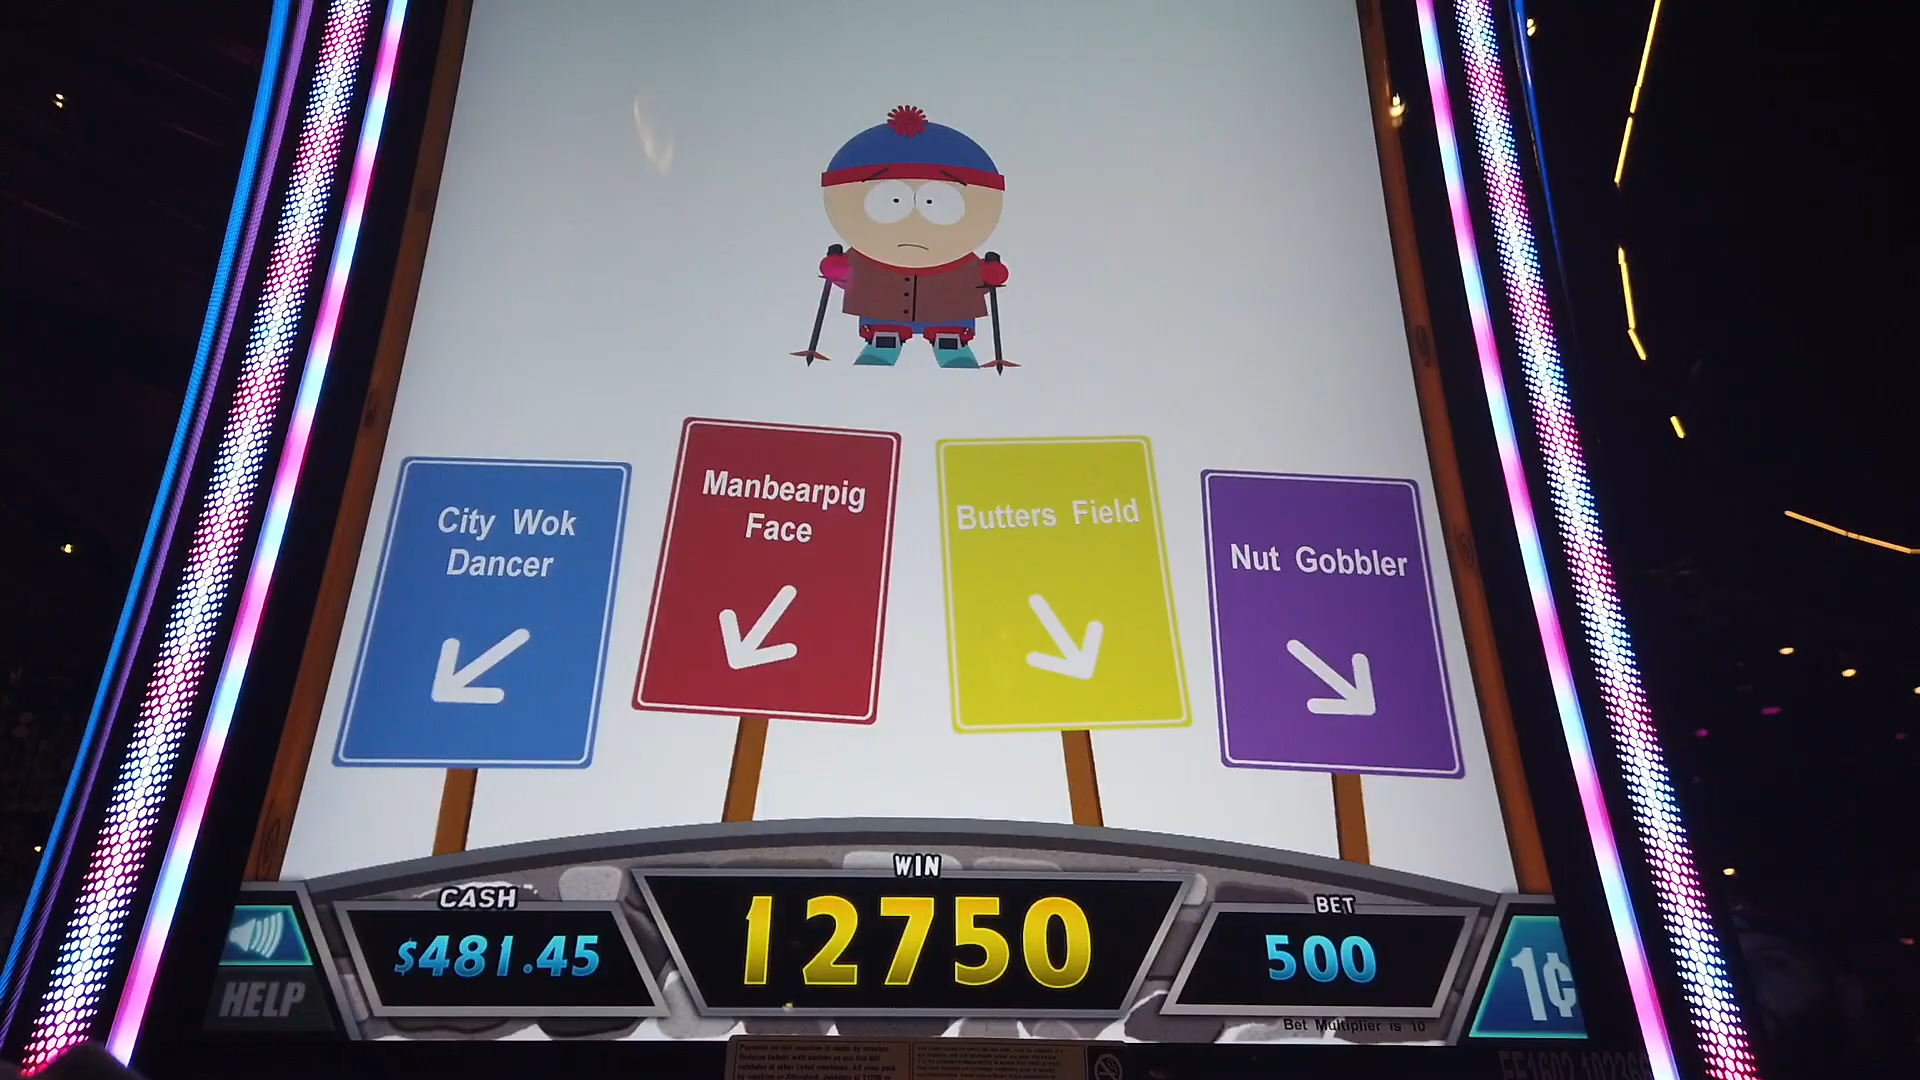 City Wok
Dancer
Manbearpig
Face
Butters Field
Nut Gobbler
WIN
12750
CASH
$481.45
BET
500
1¢
HELP
Bet Multiplier is 10